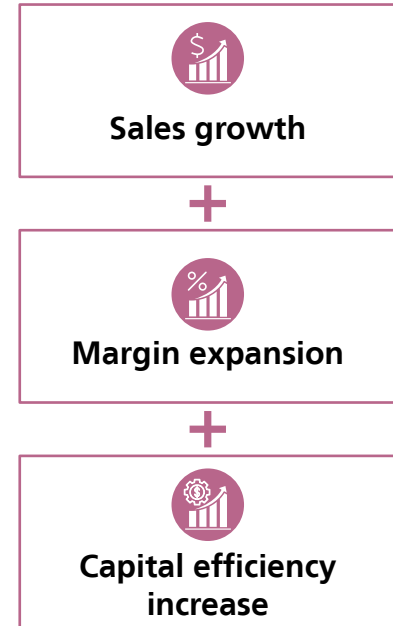 $
Sales growth
+
%
Margin expansion
+
$
Capital efficiency
increase